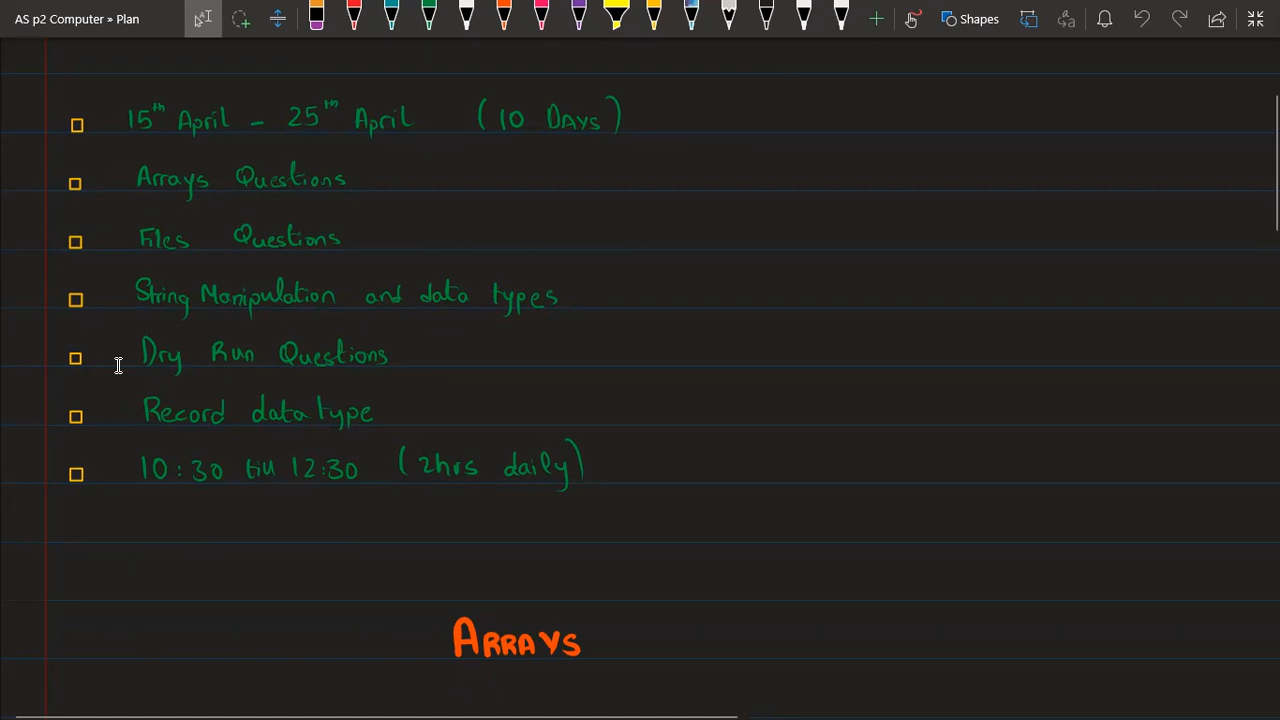 AS p2 Computer » Plan
Shapes
15th April - 25th April (10 DAYS)
Arrays Questions
Files Questions
String Manipulation and data types
Dry Run Questions
Record data type
10:30 till 12:30 (2hrs daily)
ARRAYS